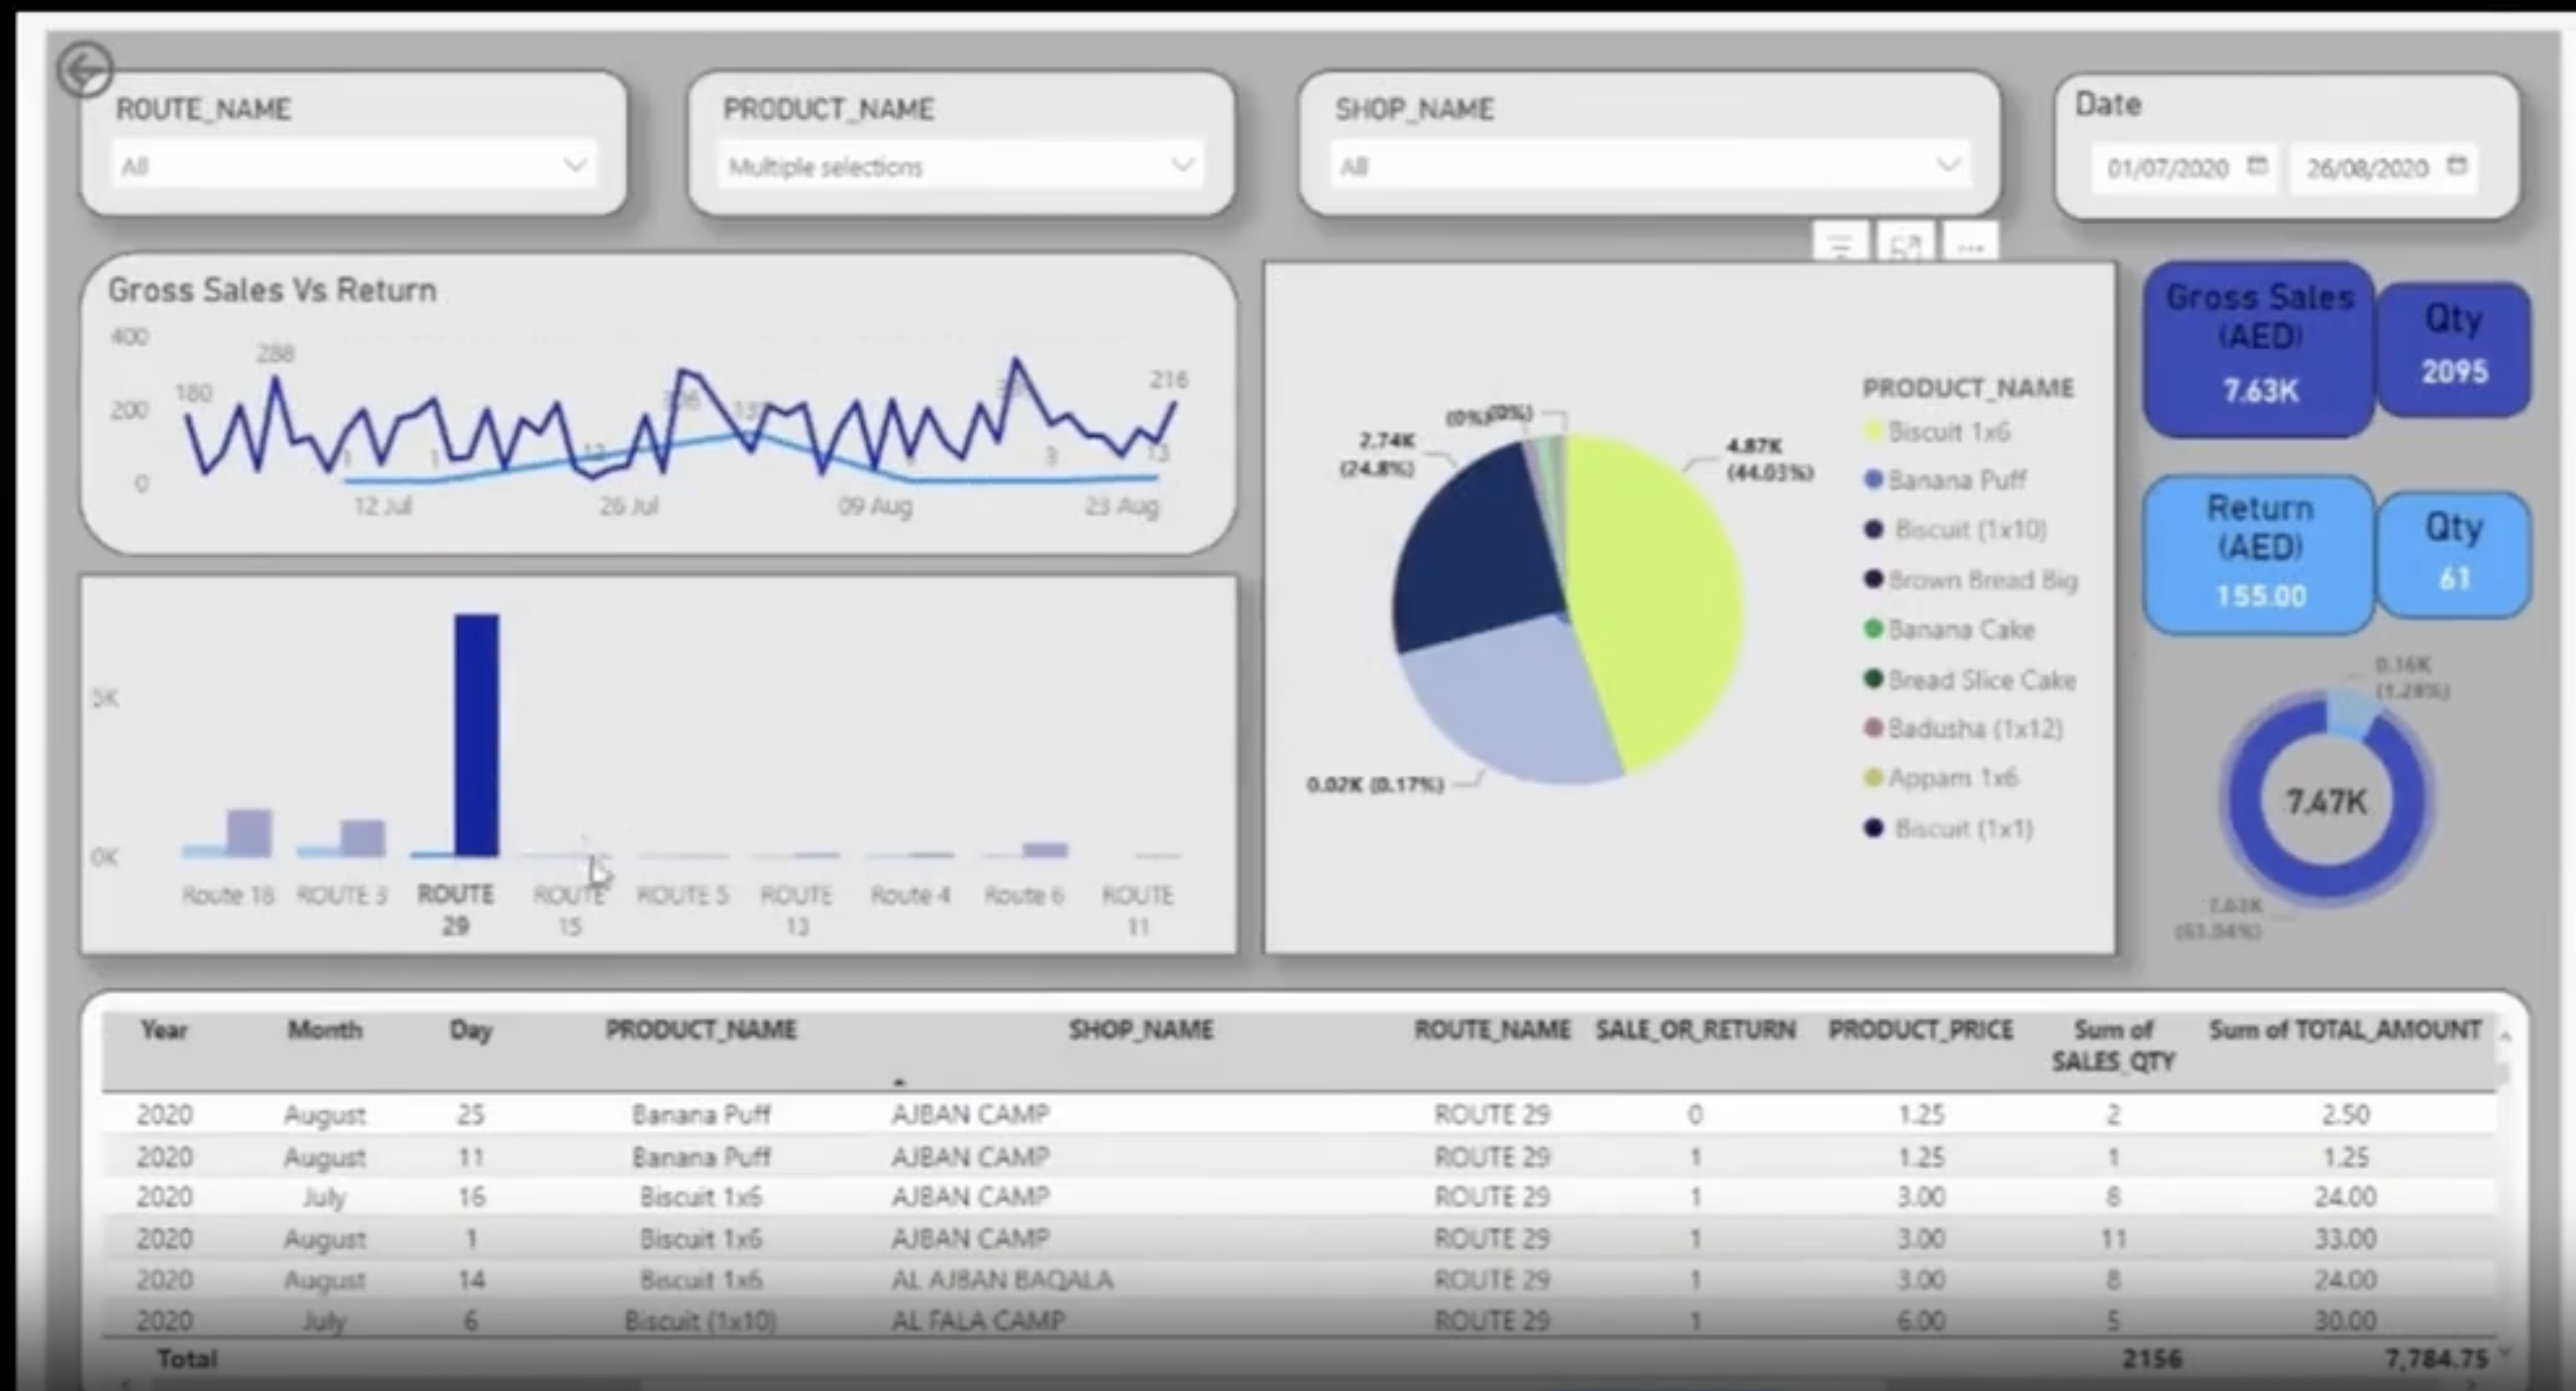 ROUTE_NAME
All
PRODUCT_NAME
Multiple selections
SHOP_NAME
All
Date
01/07/2020
26/08/2020
Gross Sales Vs Return
400
200
0
180
288
12
216
13
1
1
3
12 Jul
26 Jul
09 Aug
23 Aug
5K
0K
Route 18
ROUTE 3
ROUTE
29
ROUTE
15
ROUTE 5
ROUTE
13
Route 4
Route 6
ROUTE
11
(0%)
(0%)
2.74K
(24.8%)
4.87K
(44.03%)
0.02K (0.17%)
PRODUCT_NAME
Biscuit 1x6
Banana Puff
Biscuit (1x10)
Brown Bread Big
Banana Cake
Bread Slice Cake
Badusha (1x12)
Appam 1x6
Biscuit (1x1)
Gross Sales
(AED)
7.63K
Qty
2095
Return
(AED)
155.00
Qty
61
0.16K
(1.28%)
7.47K
7.63K
Year Month Day PRODUCT_NAME SHOP_NAME ROUTE_NAME SALE_OR_RETURN PRODUCT_PRICE Sum of SALES_QTY Sum of TOTAL_AMOUNT
2020 August 25 Banana Puff AJBAN CAMP ROUTE 29 0 1.25 2 2.50
2020 August 11 Banana Puff AJBAN CAMP ROUTE 29 1 1.25 1 1.25
2020 July 16 Biscuit 1x6 AJBAN CAMP ROUTE 29 1 3.00 8 24.00
2020 August 1 Biscuit 1x6 AJBAN CAMP ROUTE 29 1 3.00 11 33.00
2020 August 14 Biscuit 1x6 AL AJBAN BAQALA ROUTE 29 1 3.00 8 24.00
2020 July 6 Biscuit (1x10) AL FALA CAMP ROUTE 29 1 6.00 5 30.00
Total 2156 7,784.75